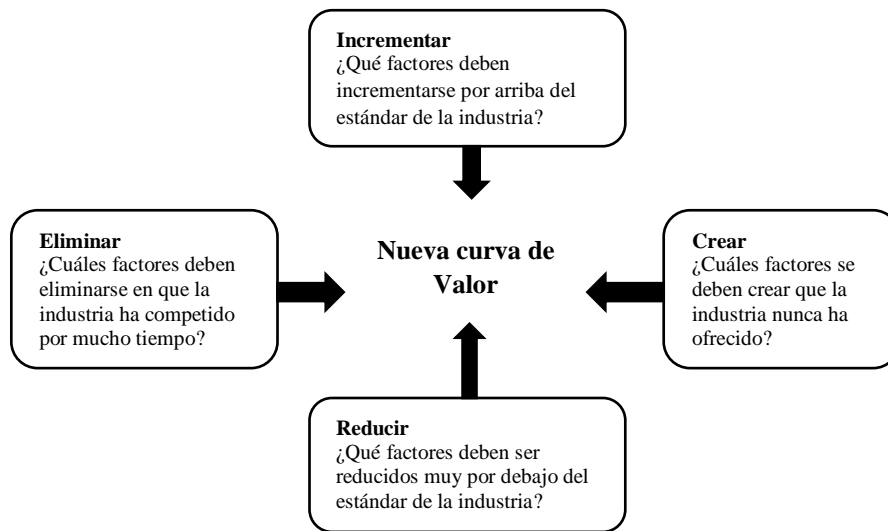 Incrementar
¿Qué factores deben
incrementarse por arriba del
estándar de la industria?
Eliminar
¿Cuáles factores deben
eliminarse en que la
industria ha competido
por mucho tiempo?
Nueva curva de
Valor
Crear
¿Cuáles factores se
deben crear que la
industria nunca ha
ofrecido?
Reducir
¿Qué factores deben ser
reducidos muy por debajo del
estándar de la industria?